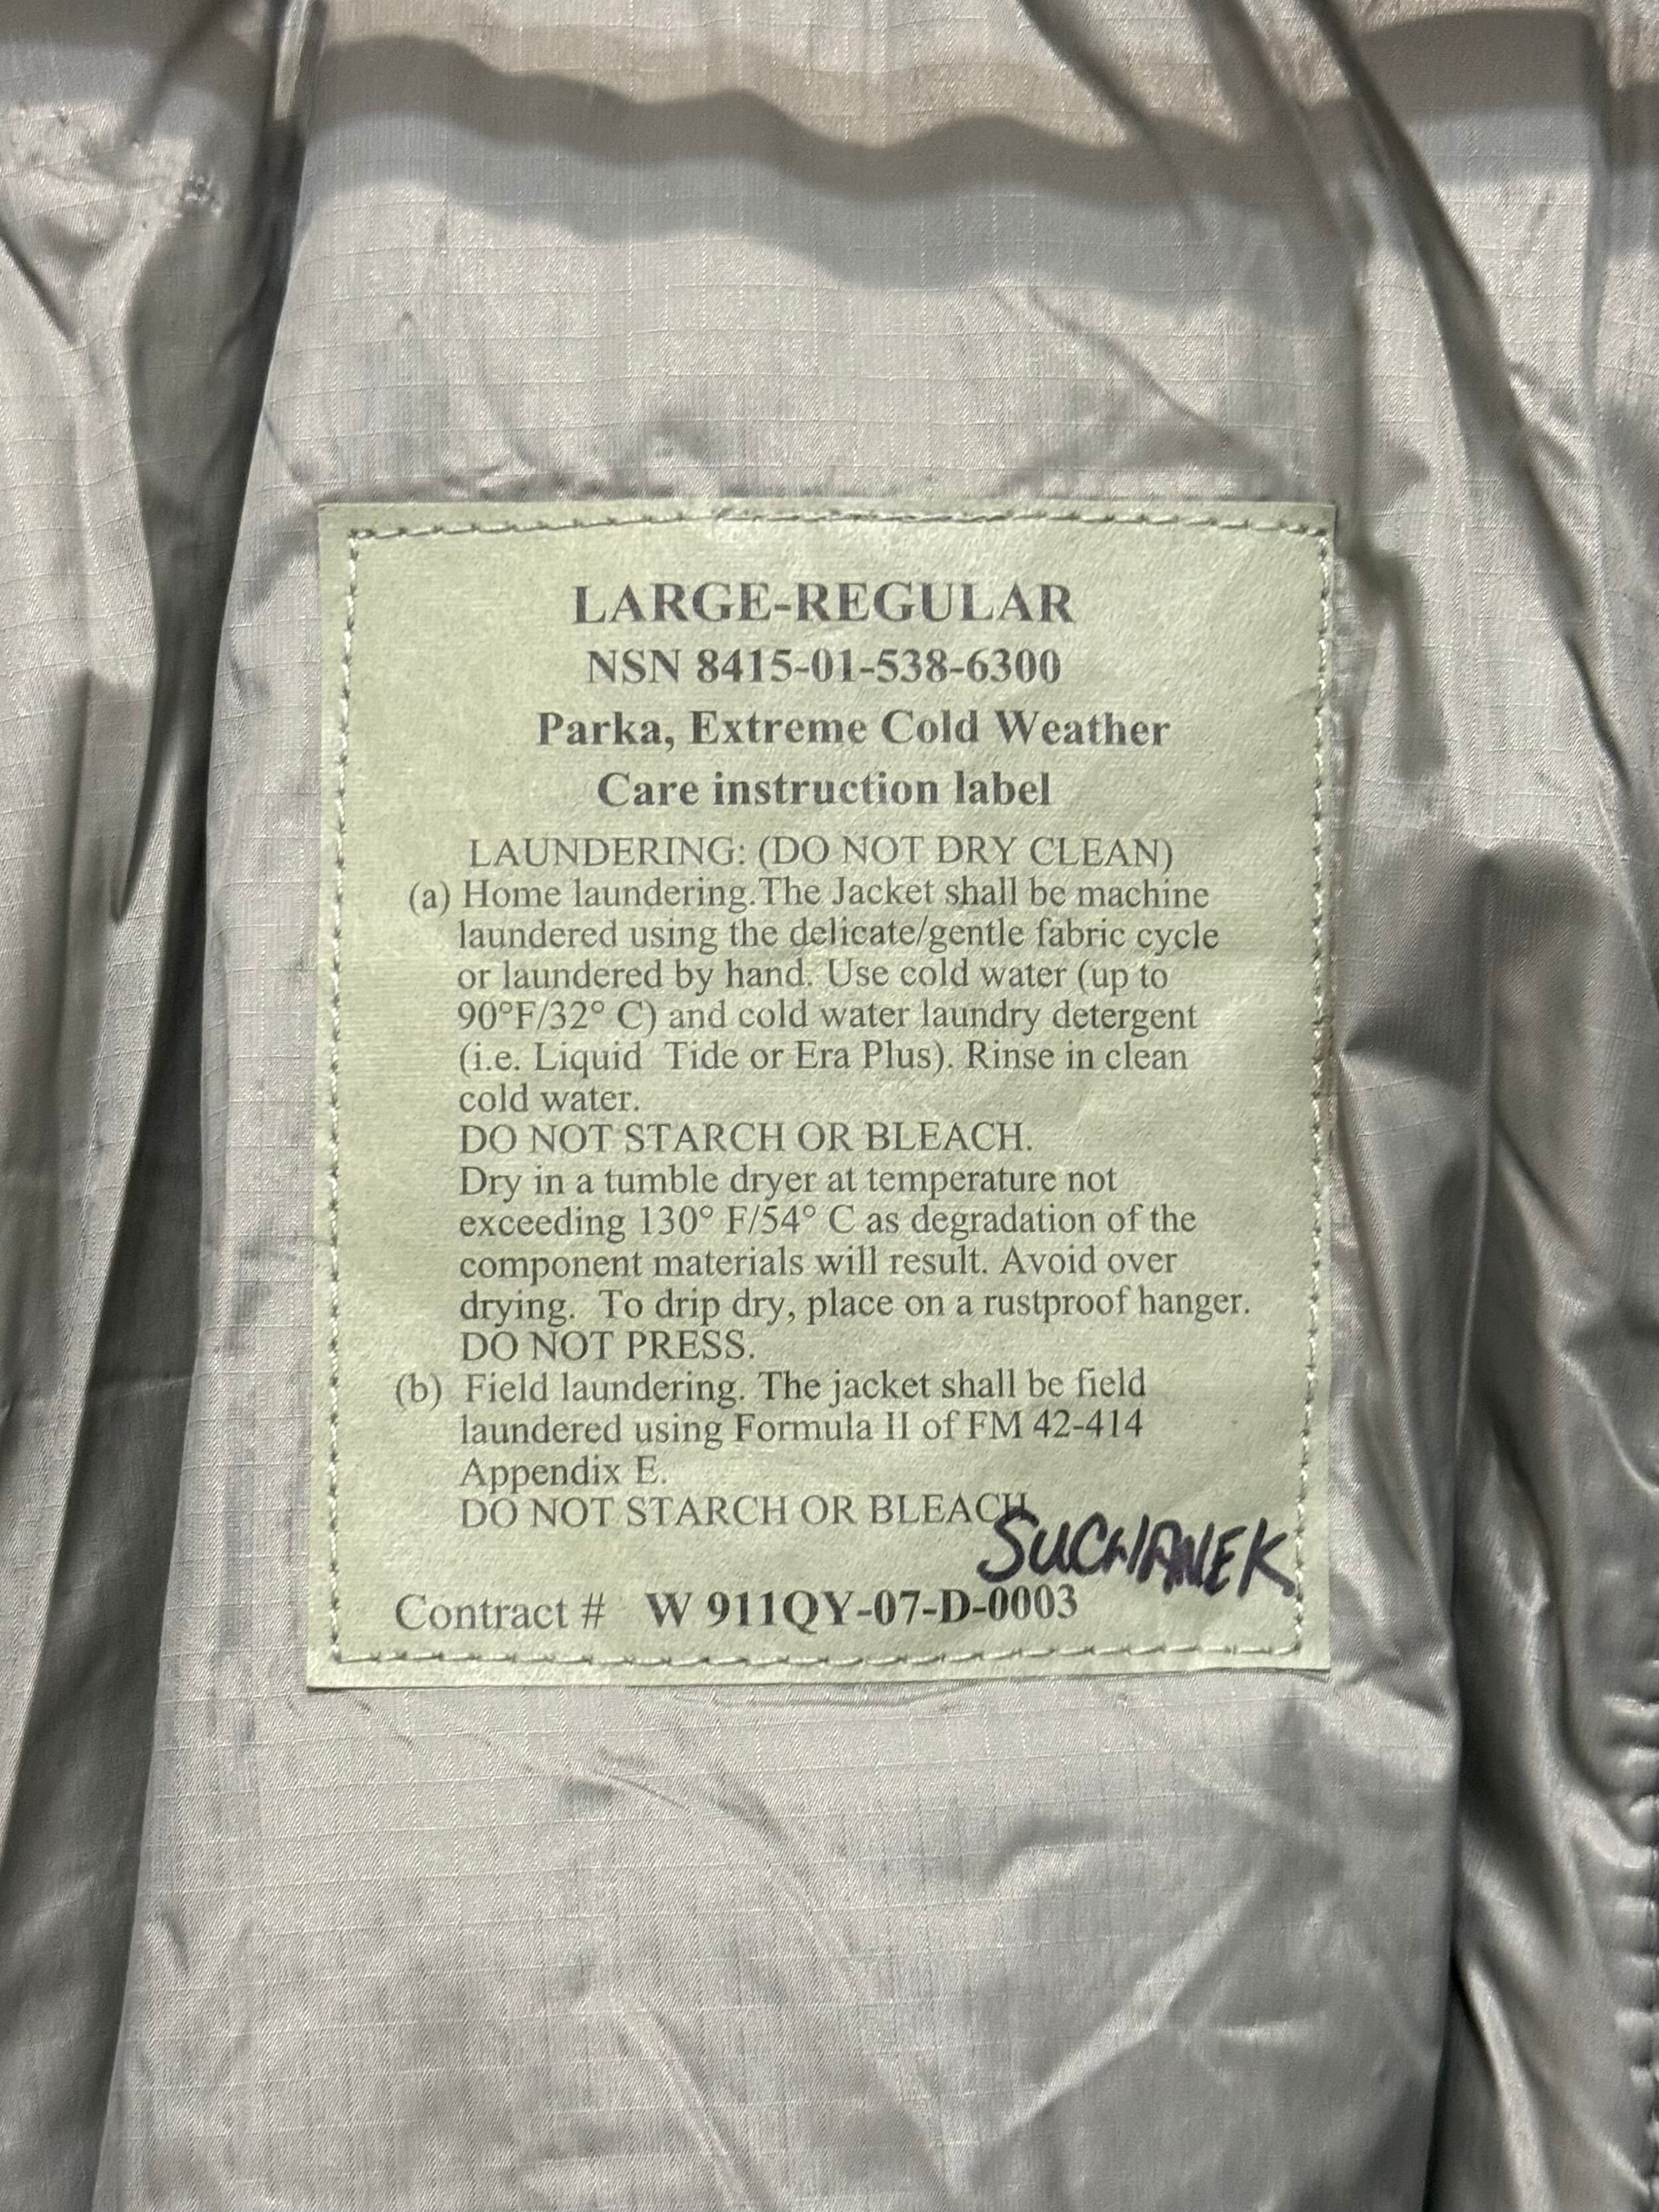 LARGE-REGULAR
NSN 8415-01-538-6300
Parka, Extreme Cold Weather
Care instruction label
LAUNDERING: (DO NOT DRY CLEAN)
(a) Home laundering.The Jacket shall be machine
laundered using the delicate/gentle fabric cycle
or laundered by hand. Use cold water (up to
90°F/32° C) and cold water laundry detergent
(i.e. Liquid Tide or Era Plus). Rinse in clean
cold water.
DO NOT STARCH OR BLEACH.
Dry in a tumble dryer at temperature not
exceeding 130° F/54° C as degradation of the
component materials will result. Avoid over
drying. To drip dry, place on a rustproof hanger.
DO NOT PRESS.
(b) Field laundering. The jacket shall be field
laundered using Formula II of FM 42-414
Appendix E.
DO NOT STARCH OR BLEACH
SUCHANEK
Contract # W 911QY-07-D-0003